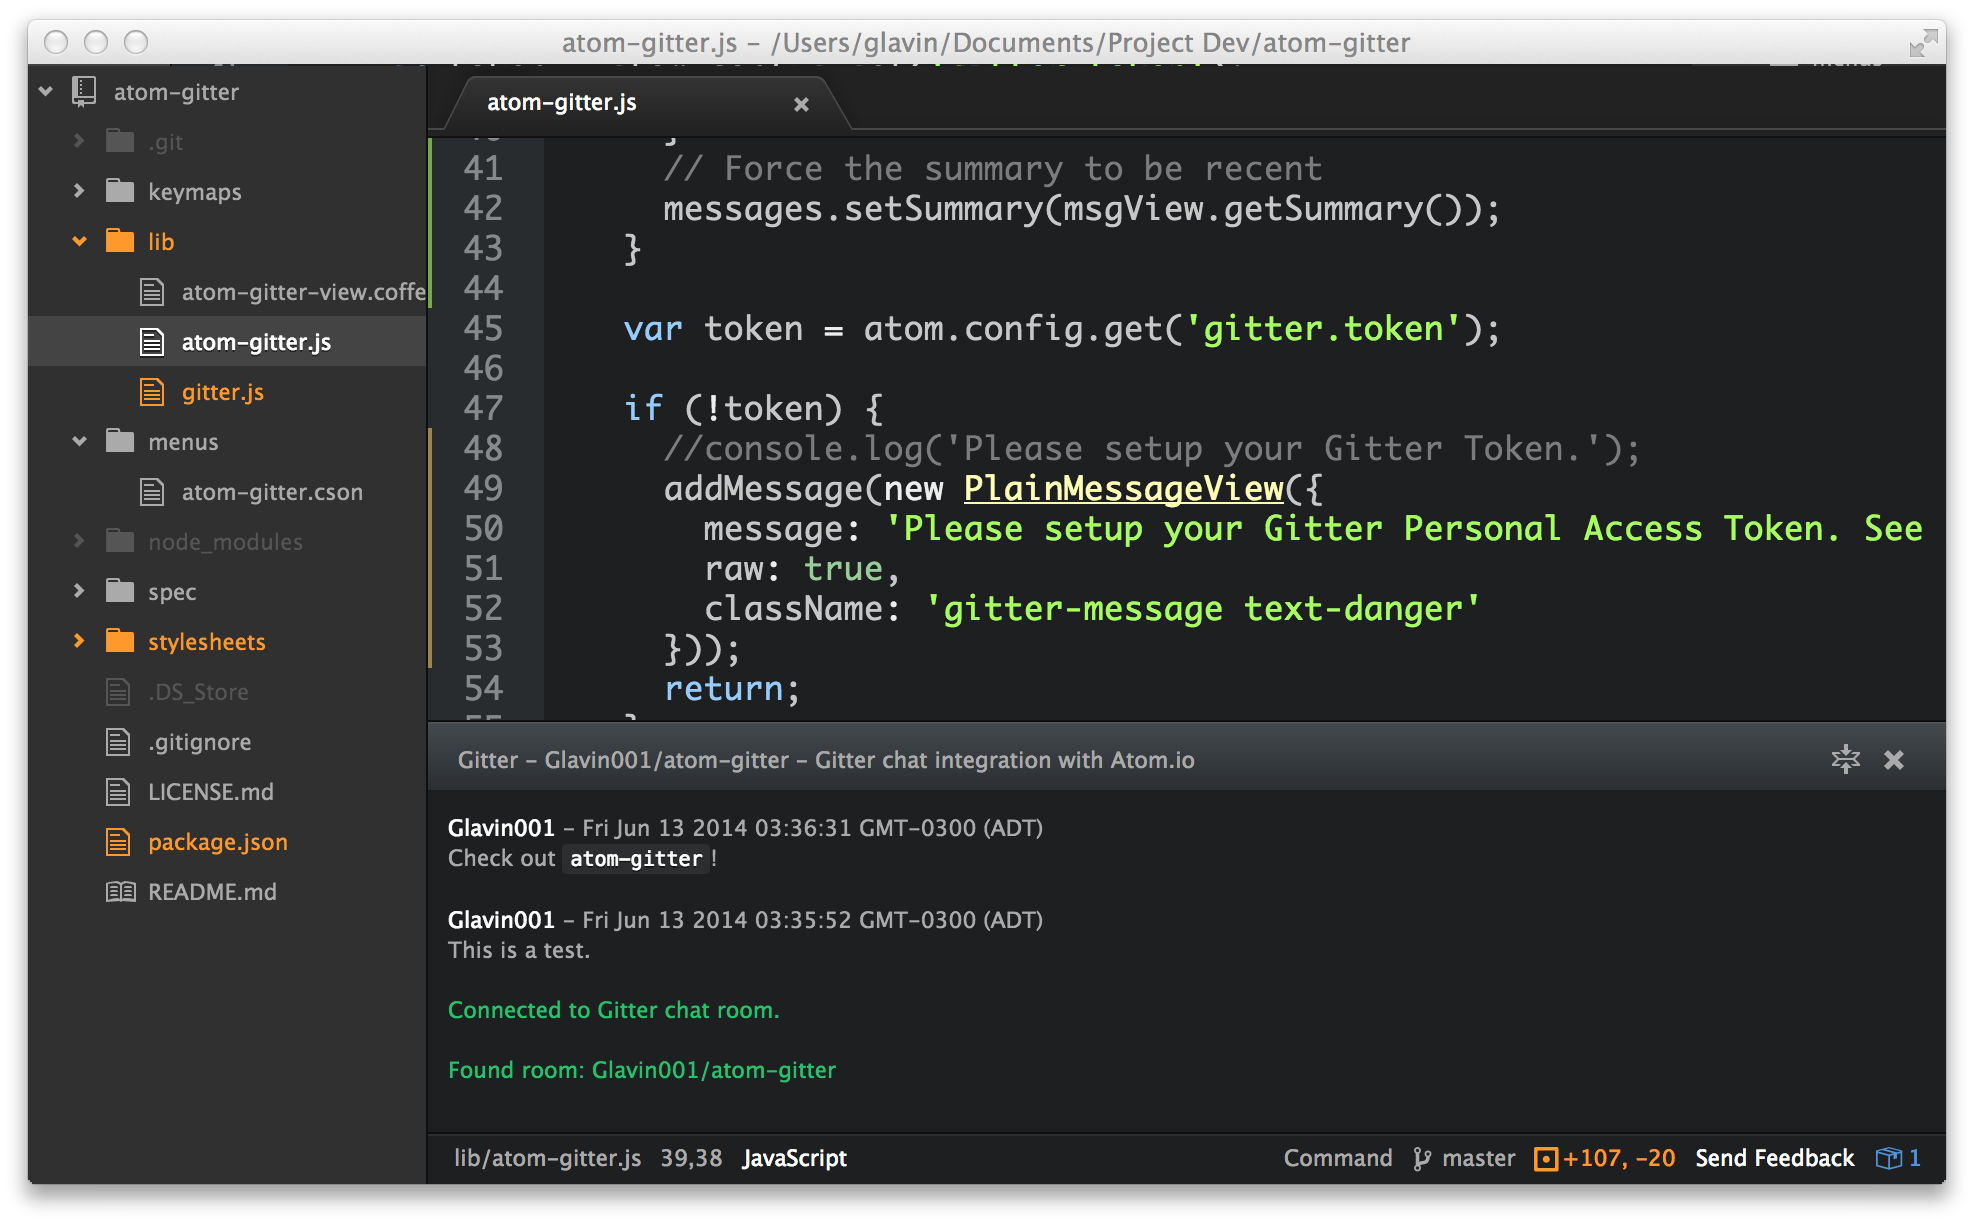 atom-gitter.js – /Users/glavin/Documents/Project Dev/atom-gitter
atom-gitter
.git
keymaps
lib
atom-gitter-view.coffe
atom-gitter.js
gitter.js
menus
atom-gitter.cson
node_modules
spec
stylesheets
.DS_Store
.gitignore
LICENSE.md
package.json
README.md
atom-gitter.js
41 // Force the summary to be recent
42 messages.setSummary(msgView.getSummary());
43 }
44
45 var token = atom.config.get('gitter.token');
46
47 if (!token) {
48 //console.log('Please setup your Gitter Token.');
49 addMessage(new PlainMessageView({
50 message: 'Please setup your Gitter Personal Access Token. See
51 raw: true,
52 className: 'gitter-message text-danger'
53 }));
54 return;
Gitter – Glavin001/atom-gitter – Gitter chat integration with Atom.io
Glavin001 – Fri Jun 13 2014 03:36:31 GMT-0300 (ADT)
Check out atom-gitter!
Glavin001 – Fri Jun 13 2014 03:35:52 GMT-0300 (ADT)
This is a test.
Connected to Gitter chat room.
Found room: Glavin001/atom-gitter
lib/atom-gitter.js 39,38 JavaScript Command master +107, -20 Send Feedback 1